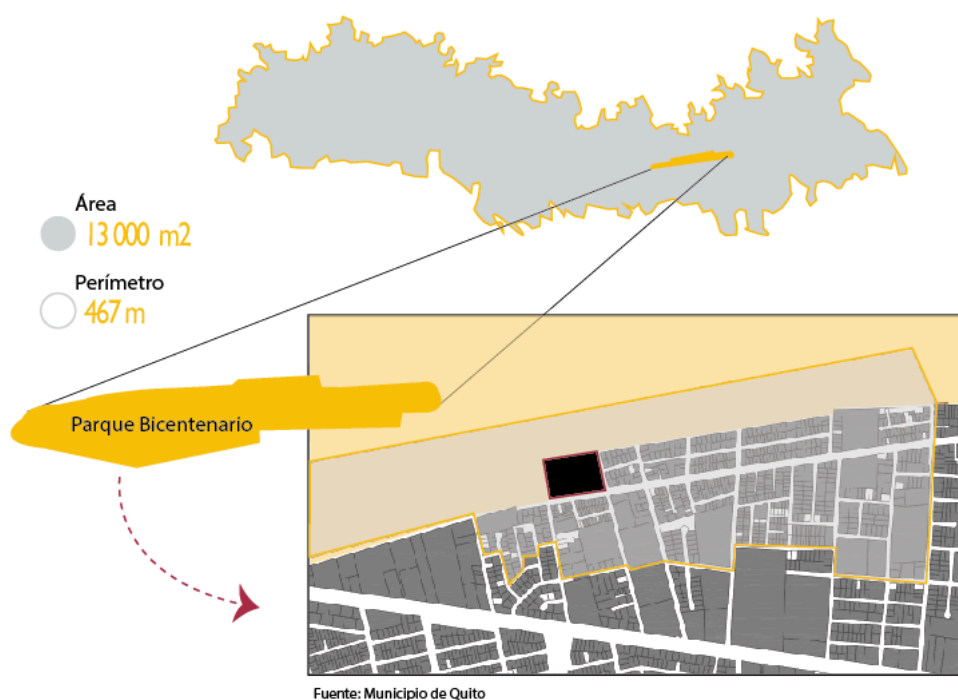 Área
13 000 m2
Perímetro
467 m
Parque Bicentenario
Fuente: Municipio de Quito